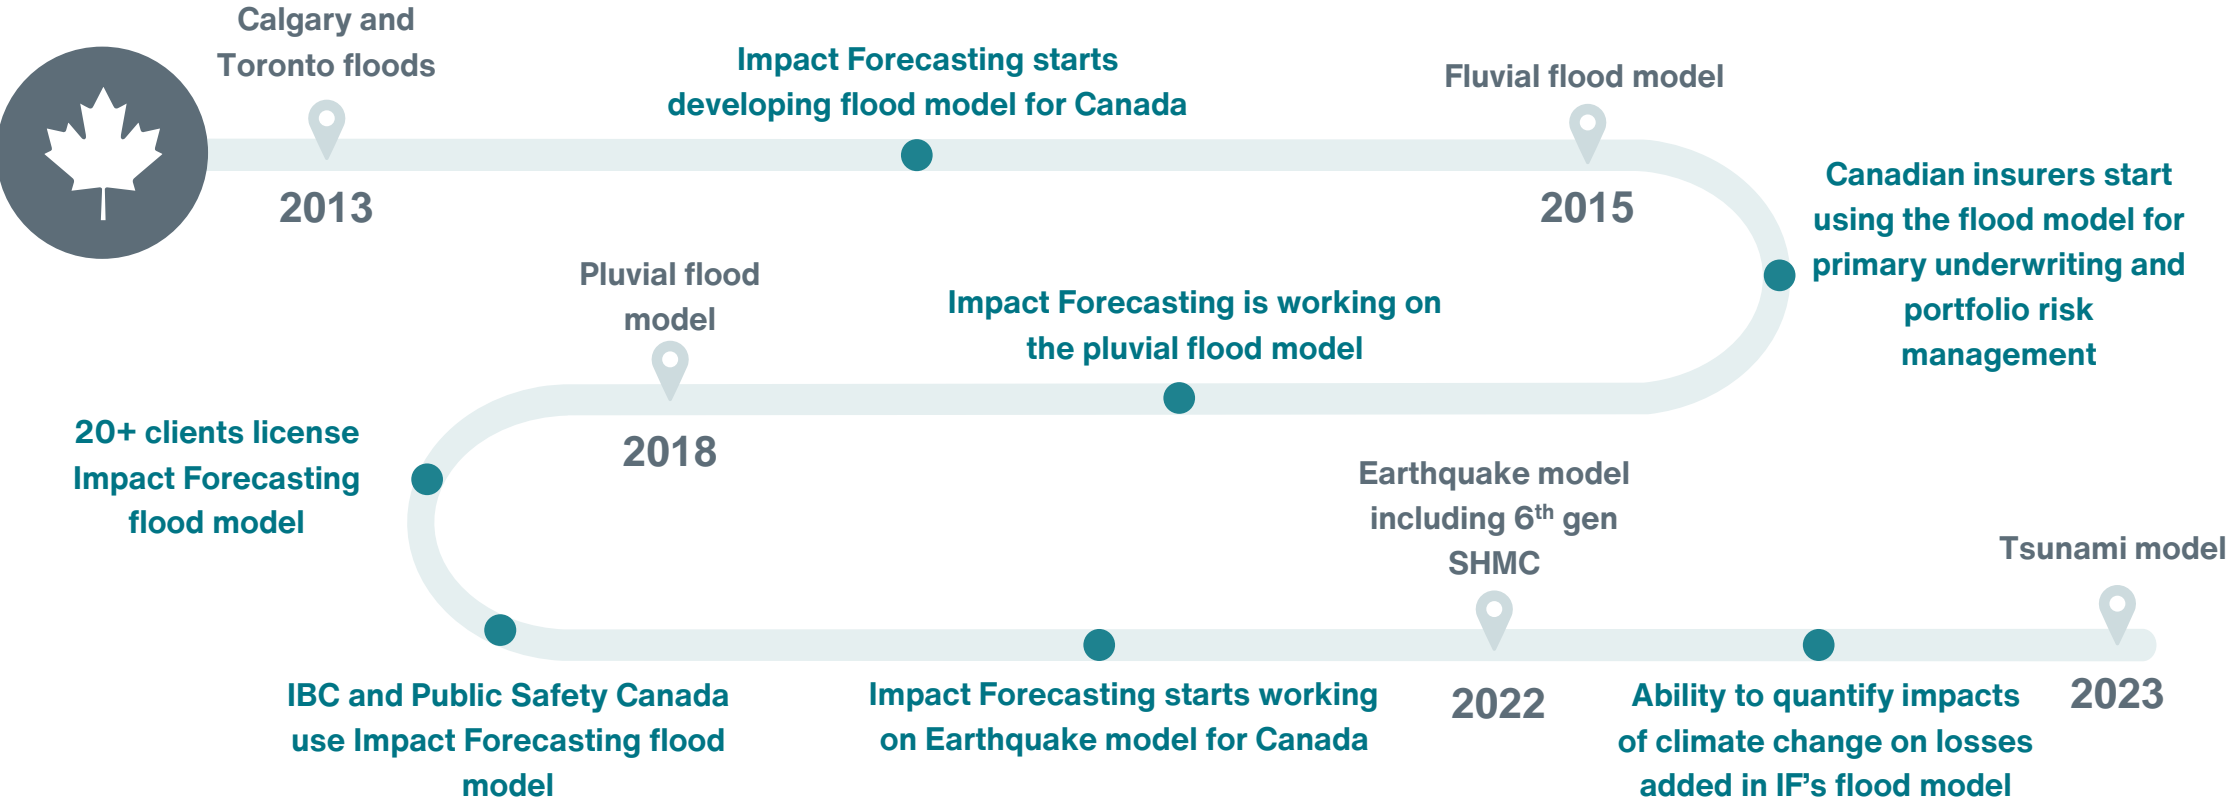 Calgary and
Toronto floods
2013
Impact Forecasting starts
developing flood model for Canada
Fluvial flood model
2015
Canadian insurers start
using the flood model for
primary underwriting and
portfolio risk
management
Impact Forecasting is working on
the pluvial flood model
Pluvial flood
model
2018
20+ clients license
Impact Forecasting
flood model
IBC and Public Safety Canada
use Impact Forecasting flood
model
Impact Forecasting starts working
on Earthquake model for Canada
Earthquake model
including 6th gen
SHMC
2022
Ability to quantify impacts
of climate change on losses
added in IF’s flood model
Tsunami model
2023